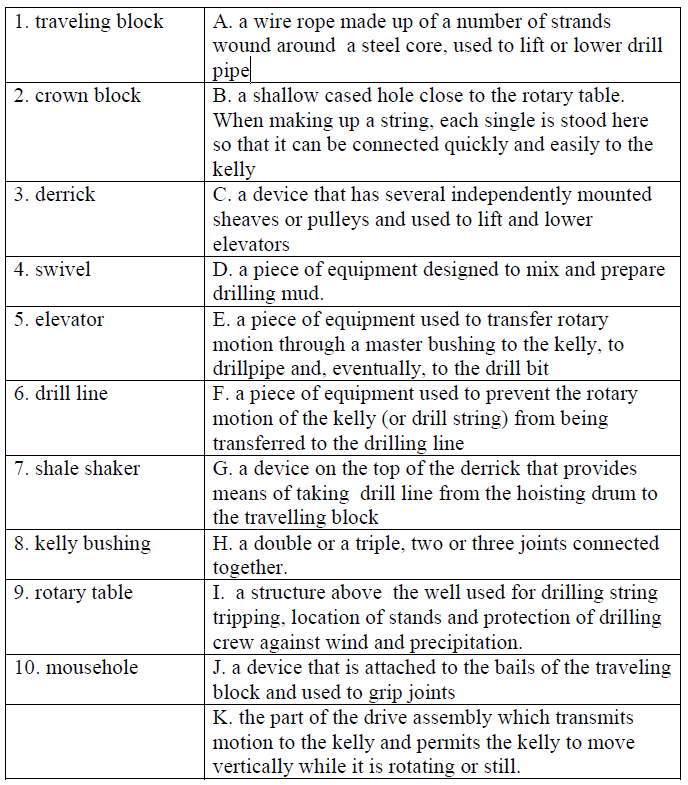 1. traveling block
A. a wire rope made up of a number of strands
wound around a steel core, used to lift or lower drill
pipe
2. crown block
B. a shallow cased hole close to the rotary table.
When making up a string, each single is stood here
so that it can be connected quickly and easily to the
kelly
3. derrick
C. a device that has several independently mounted
sheaves or pulleys and used to lift and lower
elevators
4. swivel
D. a piece of equipment designed to mix and prepare
drilling mud.
5. elevator
E. a piece of equipment used to transfer rotary
motion through a master bushing to the kelly, to
drillpipe and, eventually, to the drill bit
6. drill line
F. a piece of equipment used to prevent the rotary
motion of the kelly (or drill string) from being
transferred to the drilling line
7. shale shaker
G. a device on the top of the derrick that provides
means of taking drill line from the hoisting drum to
the travelling block
8. kelly bushing
H. a double or a triple, two or three joints connected
together.
9. rotary table
I. a structure above the well used for drilling string
tripping, location of stands and protection of drilling
crew against wind and precipitation.
10. mousehole
J. a device that is attached to the bails of the traveling
block and used to grip joints
K. the part of the drive assembly which transmits
motion to the kelly and permits the kelly to move
vertically while it is rotating or still.